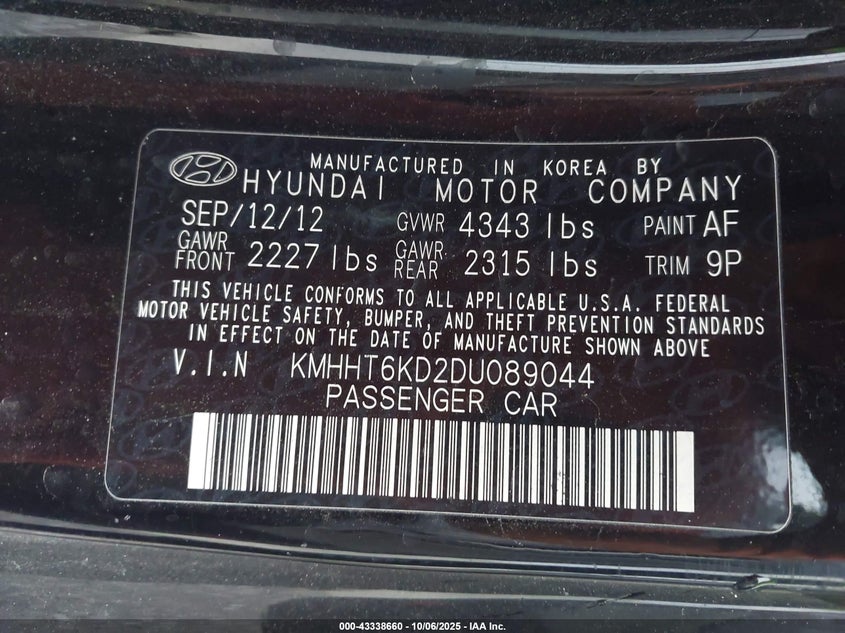 MANUFACTURED IN KOREA BY
HYUNDAI MOTOR COMPANY
SEP/12/12 GVWR 4343 lbs PAINT AF
GAWR FRONT 2227 lbs GAWR REAR 2315 lbs TRIM 9P
THIS VEHICLE CONFORMS TO ALL APPLICABLE U.S.A. FEDERAL
MOTOR VEHICLE SAFETY, BUMPER, AND THEFT PREVENTION STANDARDS
IN EFFECT ON THE DATE OF MANUFACTURE SHOWN ABOVE
V.I.N KMHHT6KD2DU089044
PASSENGER CAR
000-43338660 - 10/06/2025 - IAA Inc.